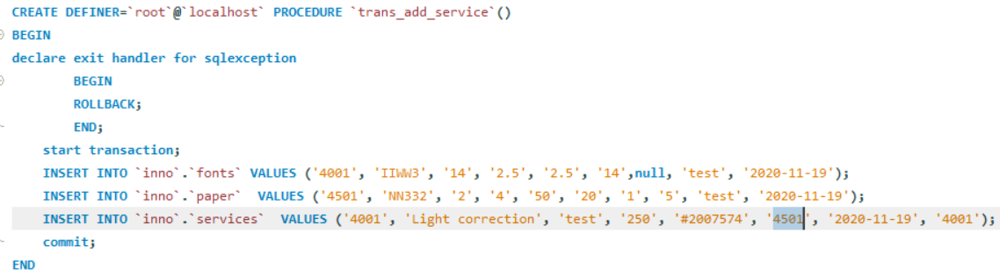 CREATE DEFINER=`root`@`localhost` PROCEDURE `trans_add_service`()
BEGIN
declare exit handler for sqlexception
BEGIN
ROLLBACK;
END;
start transaction;
INSERT INTO `inno`.`fonts` VALUES ('4001', 'IIWW3', '14', '2.5', '2.5', '14',null, 'test', '2020-11-19');
INSERT INTO `inno`.`paper`  VALUES ('4501', 'NN332', '2', '4', '50', '20', '1', '5', 'test', '2020-11-19');
INSERT INTO `inno`.`services`  VALUES ('4001', 'Light correction', 'test', '250', '#2007574', '4501', '2020-11-19', '4001');
commit;
END